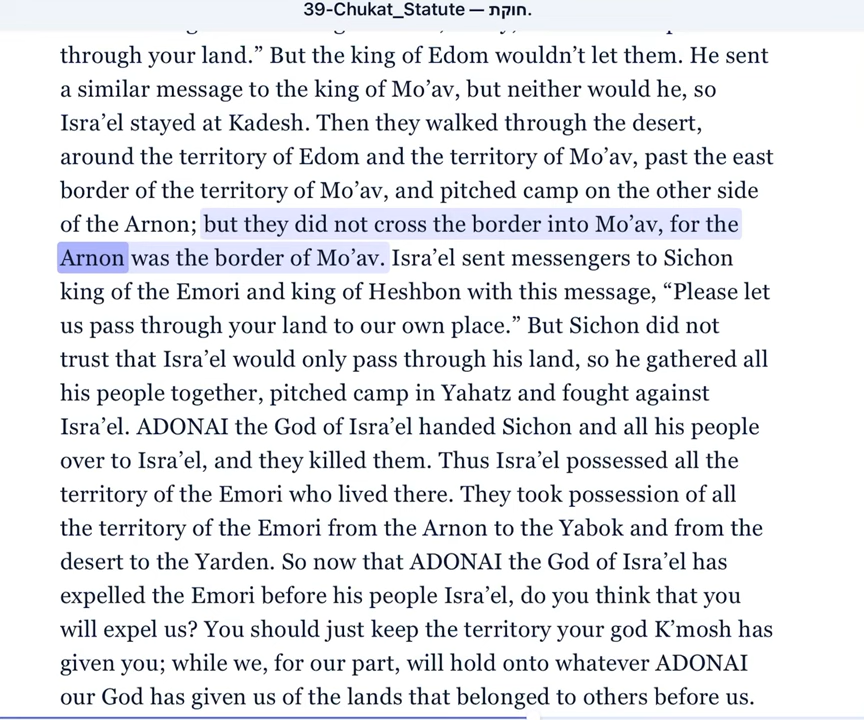 39-Chukat_Statute — חוקת.
through your land.” But the king of Edom wouldn’t let them. He sent
a similar message to the king of Mo’av, but neither would he, so
Isra’el stayed at Kadesh. Then they walked through the desert,
around the territory of Edom and the territory of Mo’av, past the east
border of the territory of Mo’av, and pitched camp on the other side
of the Arnon; but they did not cross the border into Mo’av, for the
Arnon was the border of Mo’av. Isra’el sent messengers to Sichon
king of the Emori and king of Heshbon with this message, “Please let
us pass through your land to our own place.” But Sichon did not
trust that Isra’el would only pass through his land, so he gathered all
his people together, pitched camp in Yahatz and fought against
Isra’el. ADONAI the God of Isra’el handed Sichon and all his people
over to Isra’el, and they killed them. Thus Isra’el possessed all the
territory of the Emori who lived there. They took possession of all
the territory of the Emori from the Arnon to the Yabok and from the
desert to the Yarden. So now that ADONAI the God of Isra’el has
expelled the Emori before his people Isra’el, do you think that you
will expel us? You should just keep the territory your god K’mosh has
given you; while we, for our part, will hold onto whatever ADONAI
our God has given us of the lands that belonged to others before us.